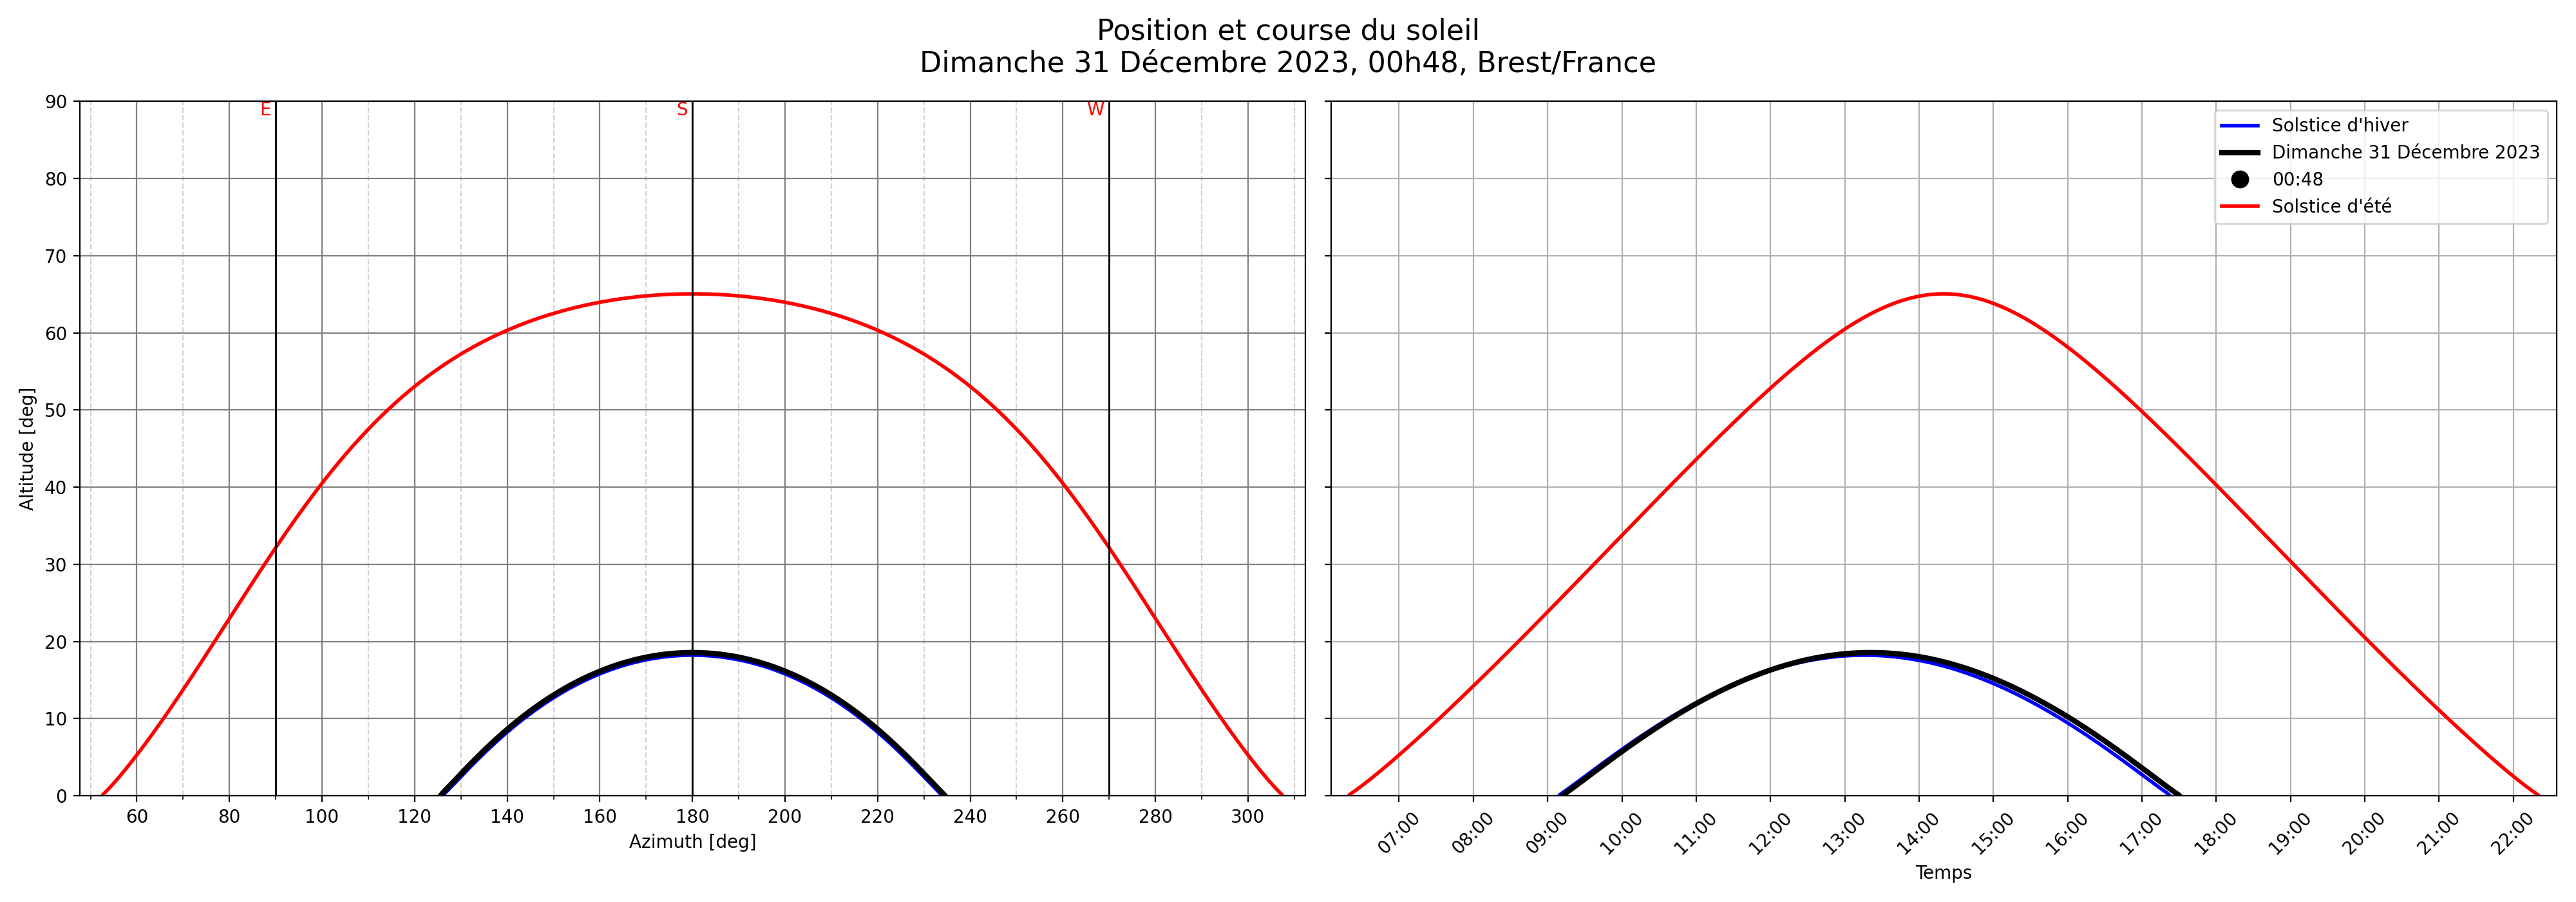 Position et course du soleil
Dimanche 31 Décembre 2023, 00h48, Brest/France
E
S
W
90
80
70
60
50
40
30
20
10
0
Altitude [deg]
60 80 100 120 140 160 180 200 220 240 260 280 300
Azimuth [deg]
Solstice d'hiver
Dimanche 31 Décembre 2023
00:48
Solstice d'été
07:00 08:00 09:00 10:00 11:00 12:00 13:00 14:00 15:00 16:00 17:00 18:00 19:00 20:00 21:00 22:00
Temps